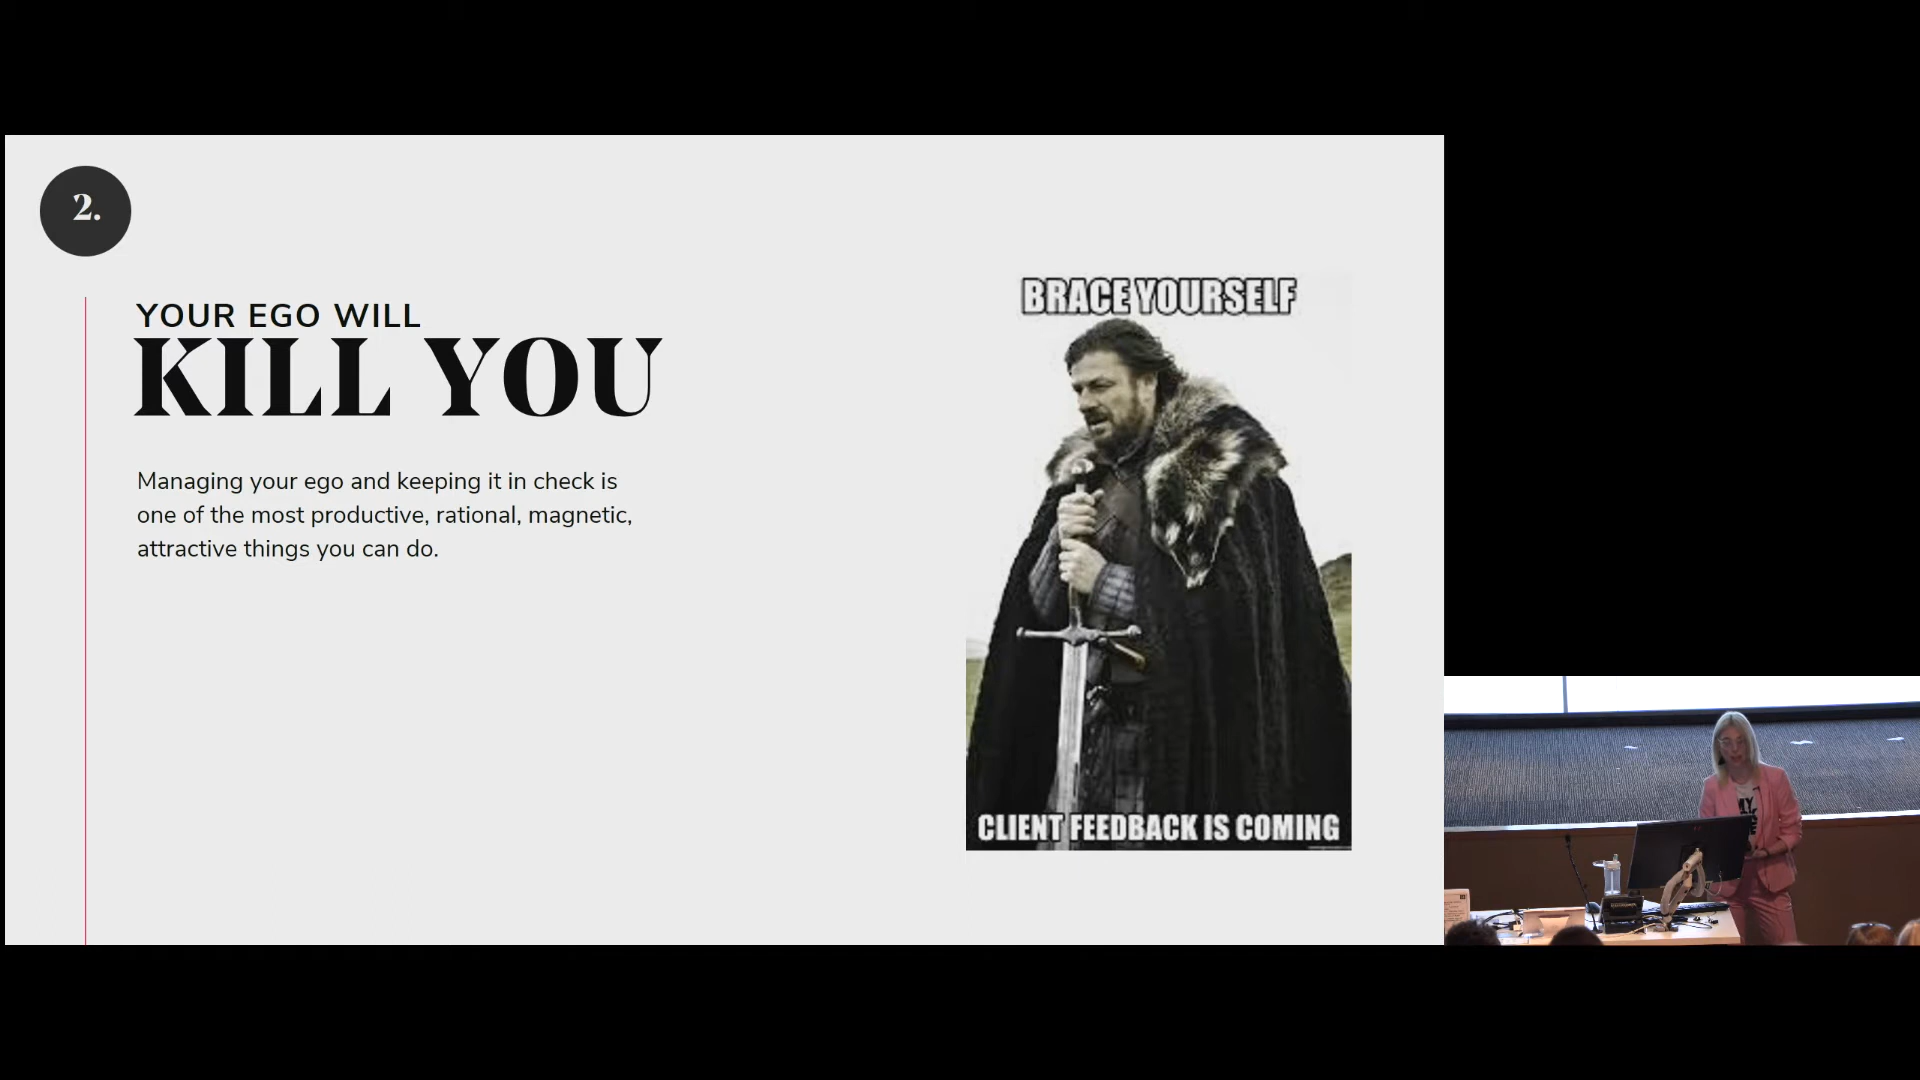 2.
YOUR EGO WILL
KILL YOU
Managing your ego and keeping it in check is
one of the most productive, rational, magnetic,
attractive things you can do.
BRACE YOURSELF
CLIENT FEEDBACK IS COMING